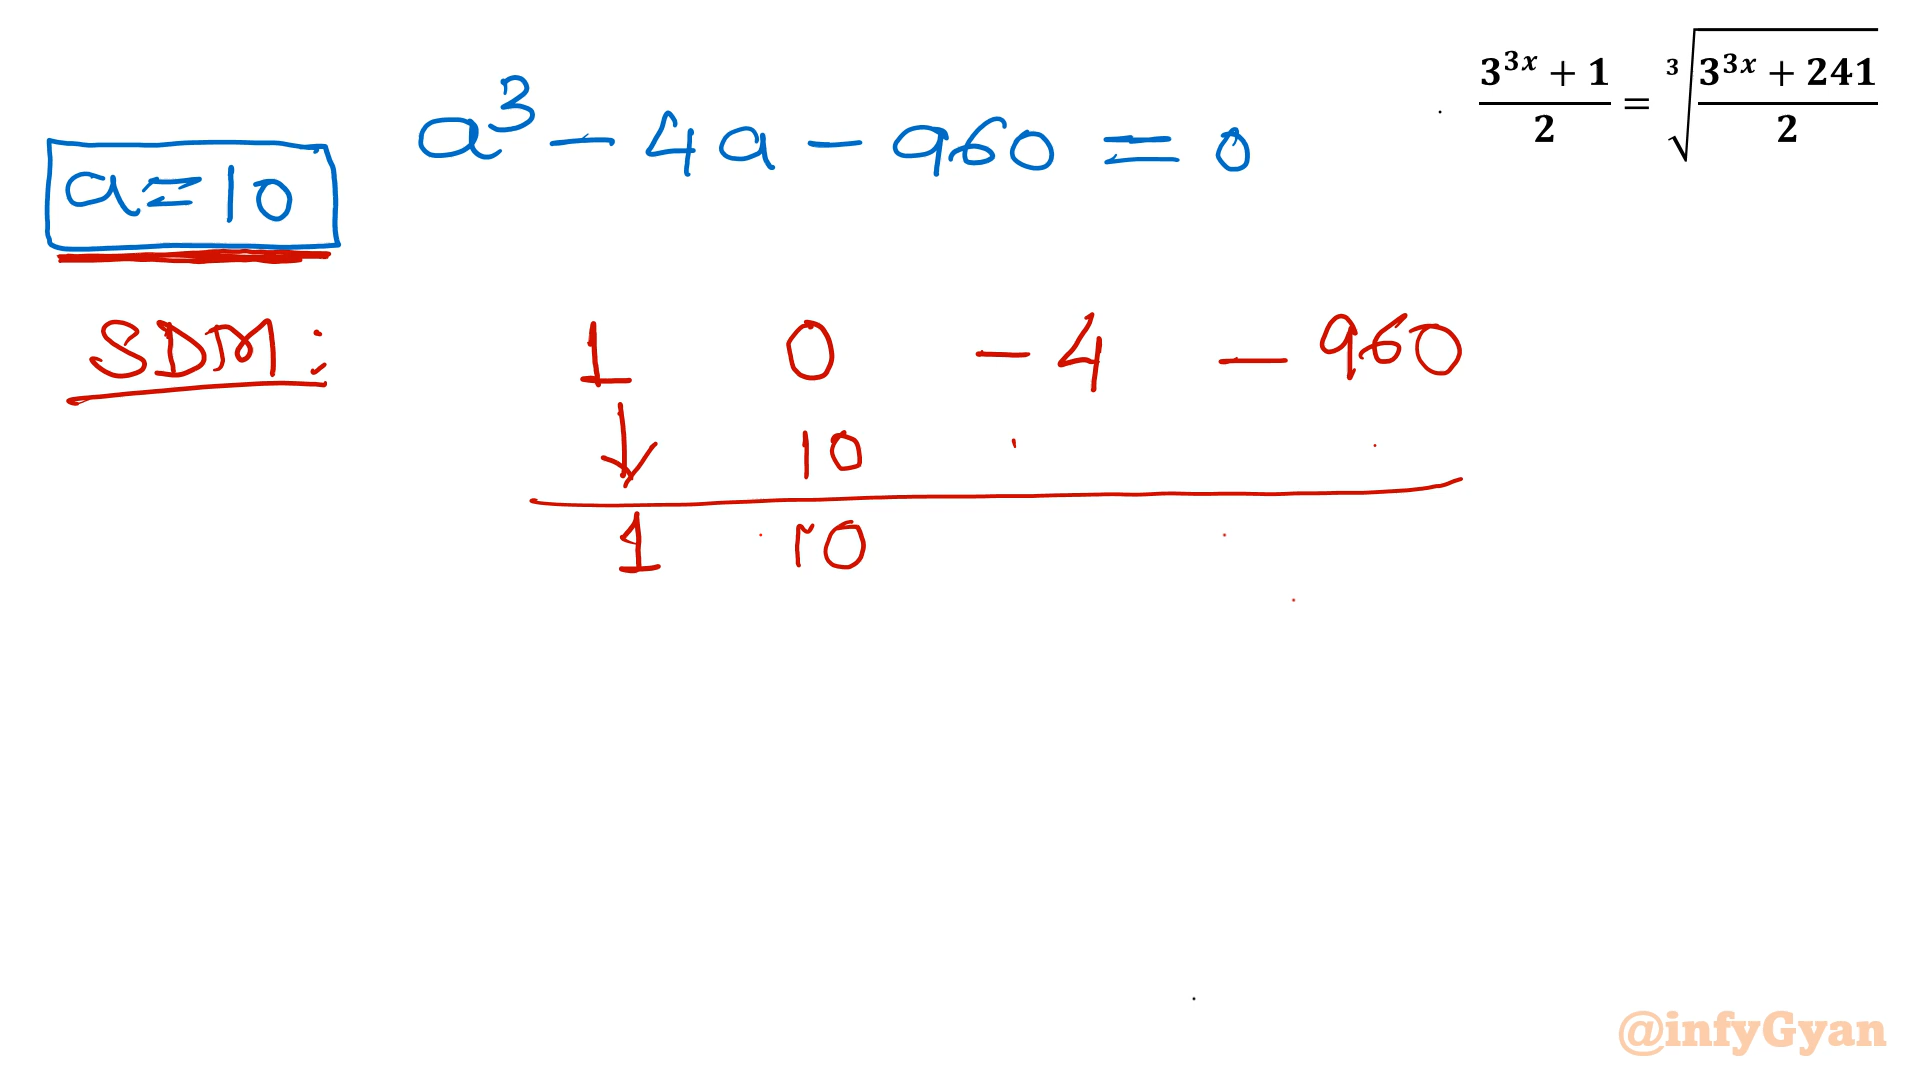 a³ - 4a - 960 = 0
(3^{3x} + 1)/2 = ∛((3^{3x} + 241)/2)
a = 10
SDM: 1 0 - 4 - 960
10
1 10
@infyGyan